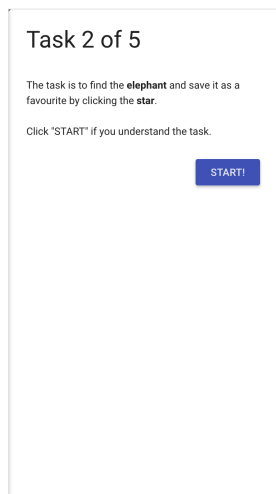 Task 2 of 5
The task is to find the elephant and save it as a
favourite by clicking the star.
Click "START" if you understand the task.
START!